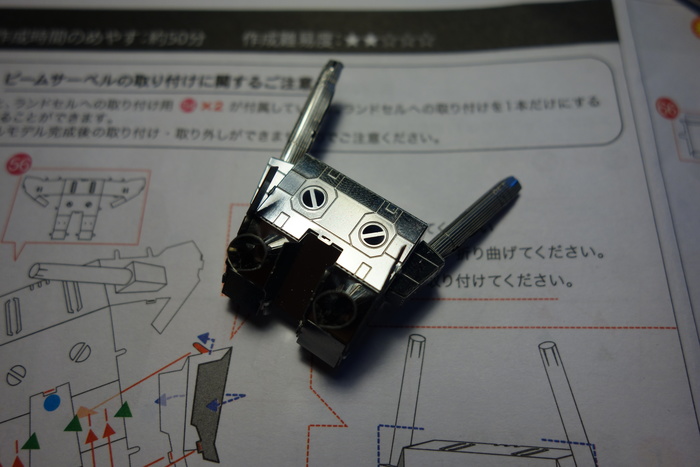 作成時間のめやす:約50分 作成難易度:★★☆☆☆
ビームサーベルの取り付けに関するご注意
ランドセルへの取り付け用 ×2 が付属してい ランドセルへの取り付けを1本だけにする
ることができます。
モデル完成後の取り付け・取り外しができま ご注意ください。
56
折り曲げてください。
り付けてください。